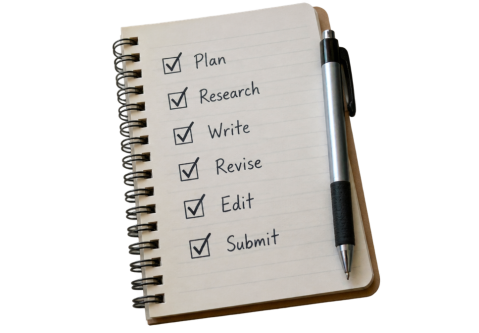 Plan
Research
Write
Revise
Edit
Submit